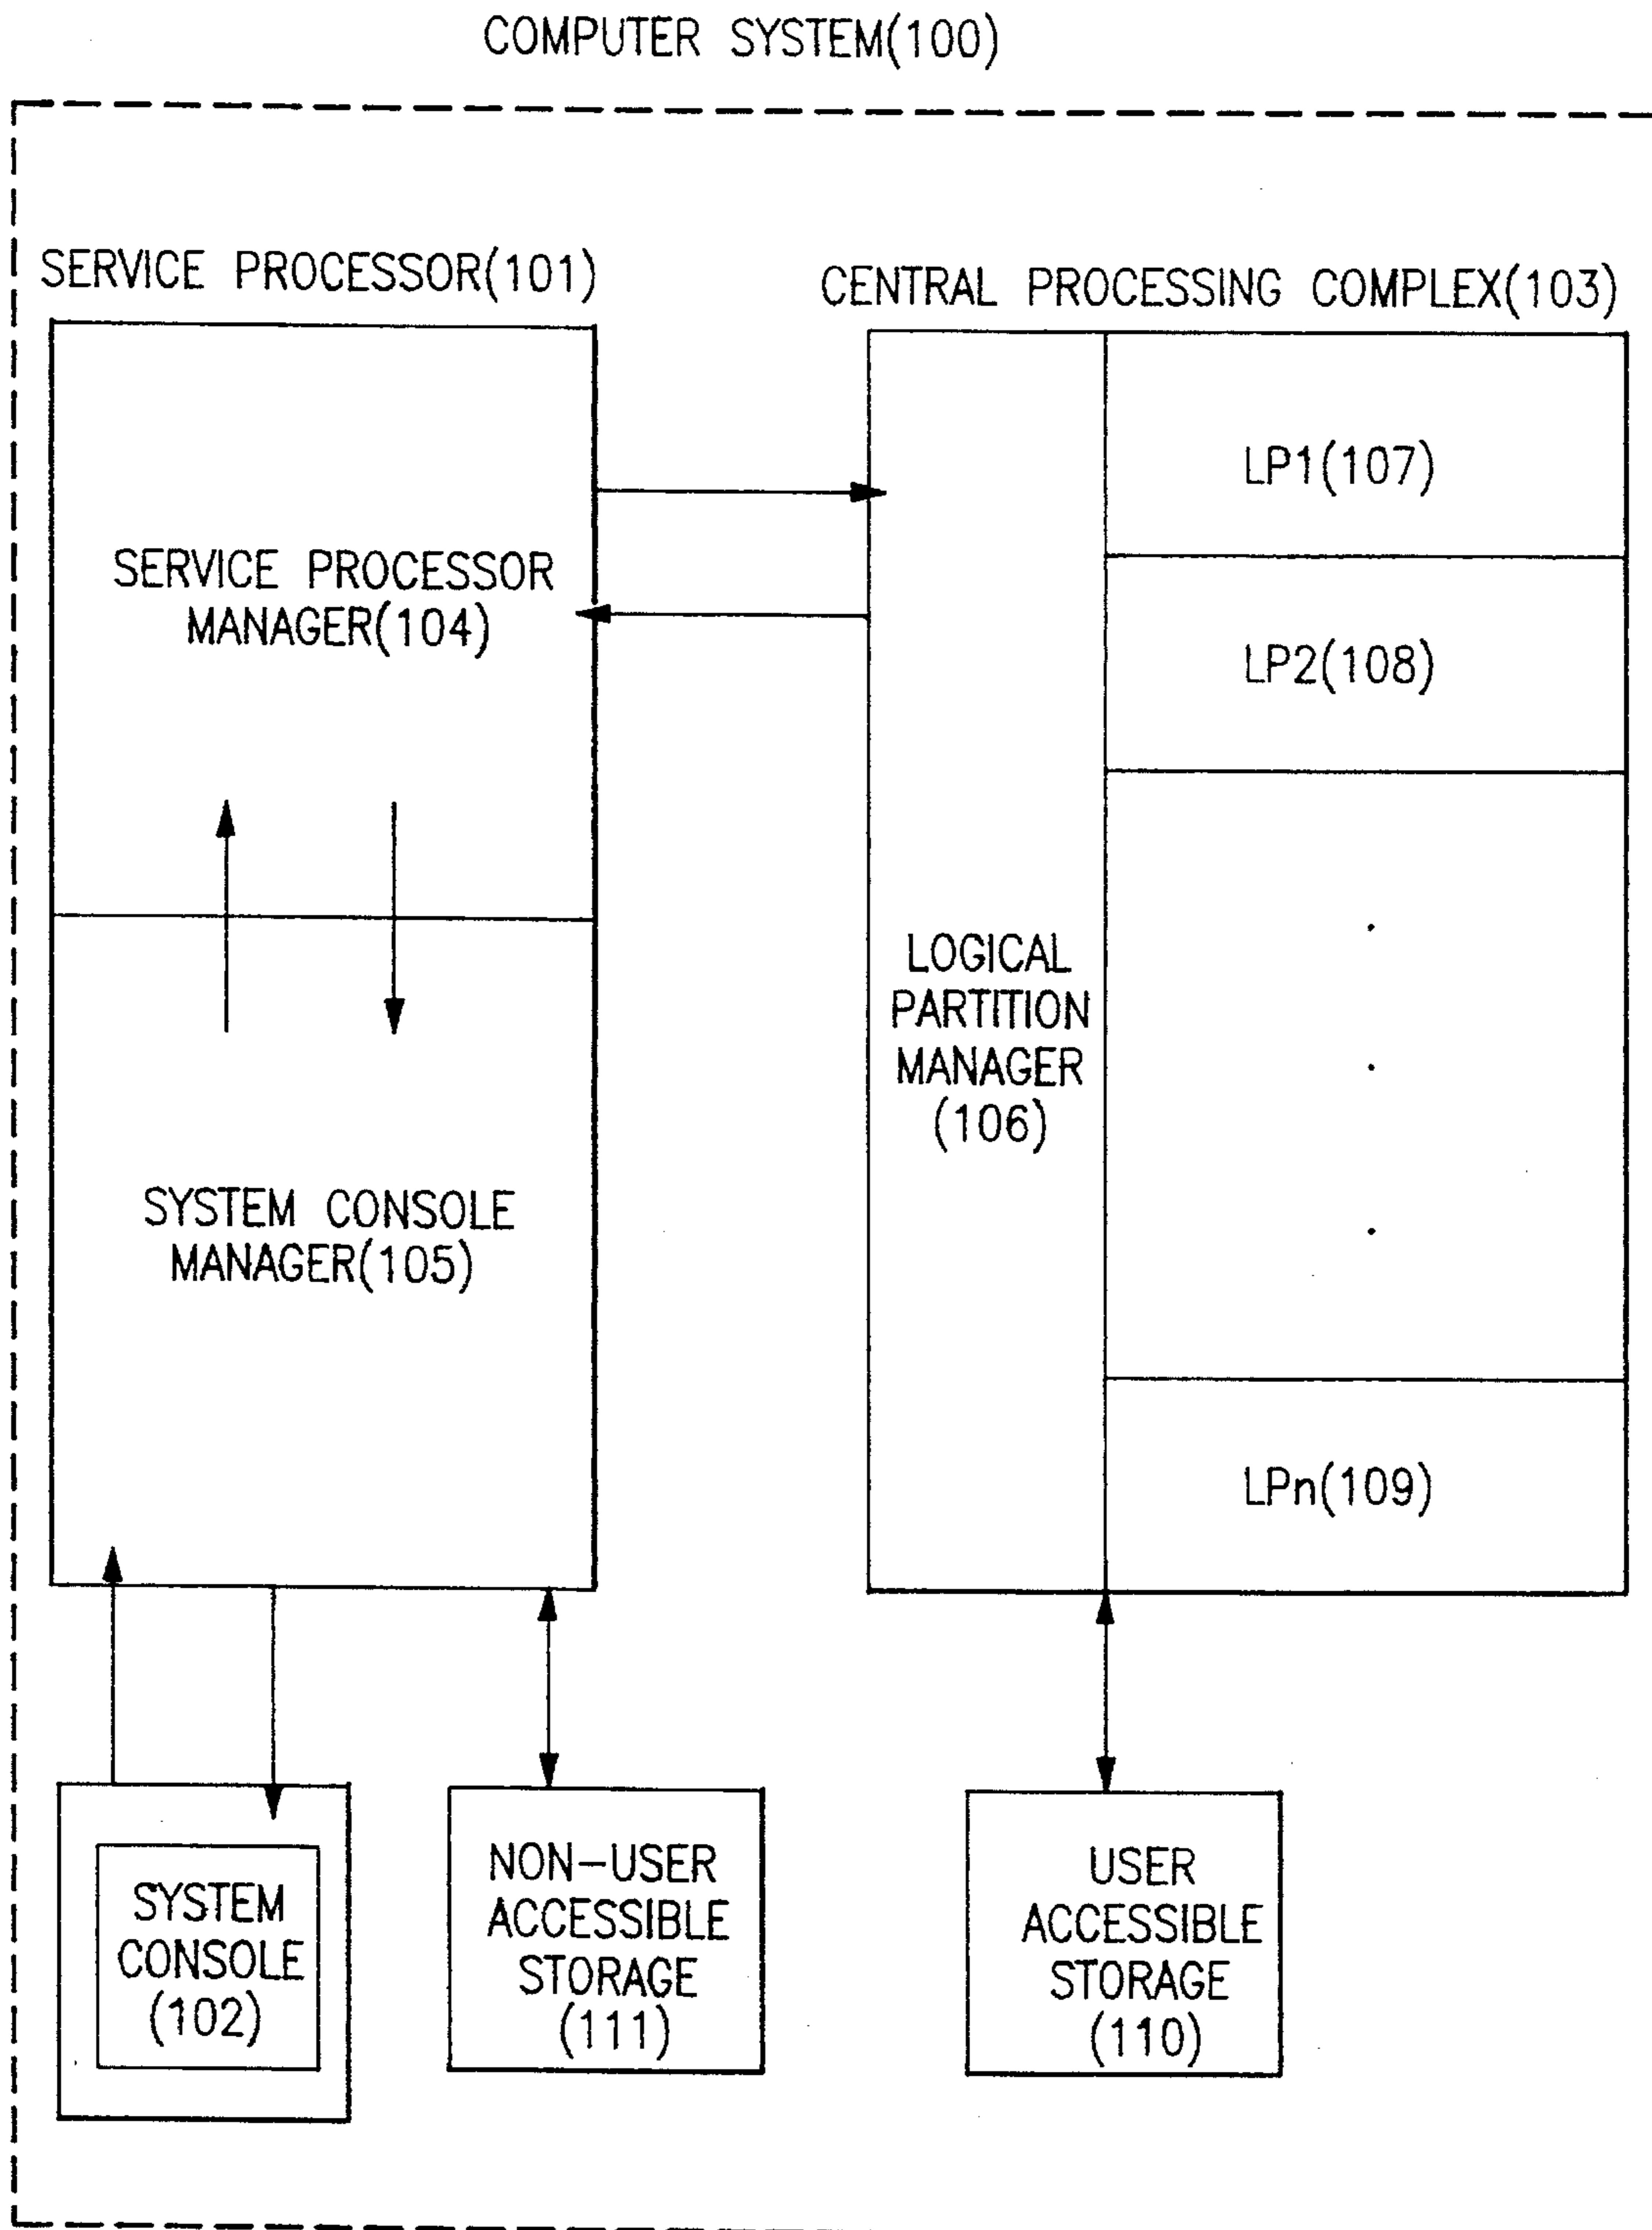 COMPUTER SYSTEM(100)
SERVICE PROCESSOR(101)
SERVICE PROCESSOR
MANAGER(104)
SYSTEM CONSOLE
MANAGER(105)
CENTRAL PROCESSING COMPLEX(103)
LOGICAL
PARTITION
MANAGER
(106)
LP1(107)
LP2(108)
LPn(109)
SYSTEM
CONSOLE
(102)
NON-USER
ACCESSIBLE
STORAGE
(111)
USER
ACCESSIBLE
STORAGE
(110)